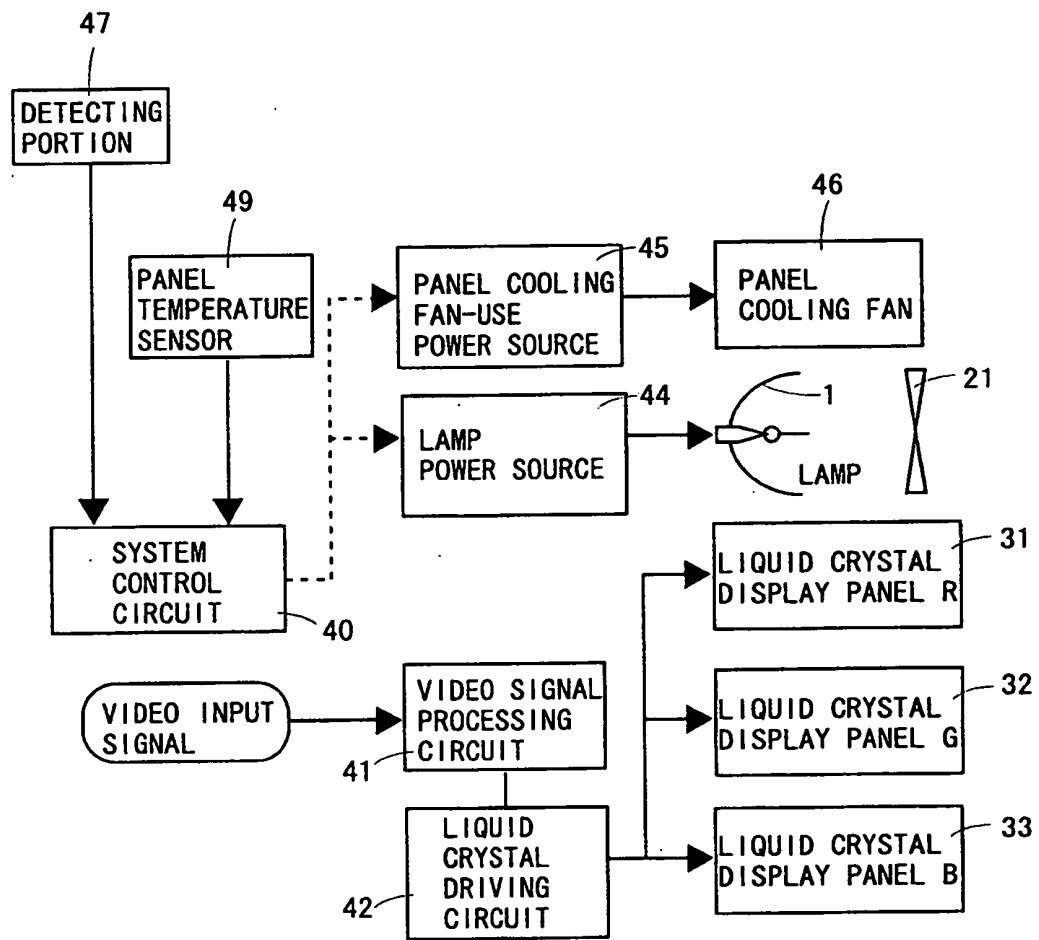 47
DETECTING
PORTION
49
PANEL
TEMPERATURE
SENSOR
45
PANEL COOLING
FAN-USE
POWER SOURCE
46
PANEL
COOLING FAN
44
LAMP
POWER SOURCE
1
LAMP
21
SYSTEM
CONTROL
CIRCUIT
40
31
LIQUID CRYSTAL
DISPLAY PANEL R
VIDEO INPUT
SIGNAL
VIDEO SIGNAL
PROCESSING
CIRCUIT
41
32
LIQUID CRYSTAL
DISPLAY PANEL G
LIQUID
CRYSTAL
DRIVING
CIRCUIT
42
33
LIQUID CRYSTAL
DISPLAY PANEL B